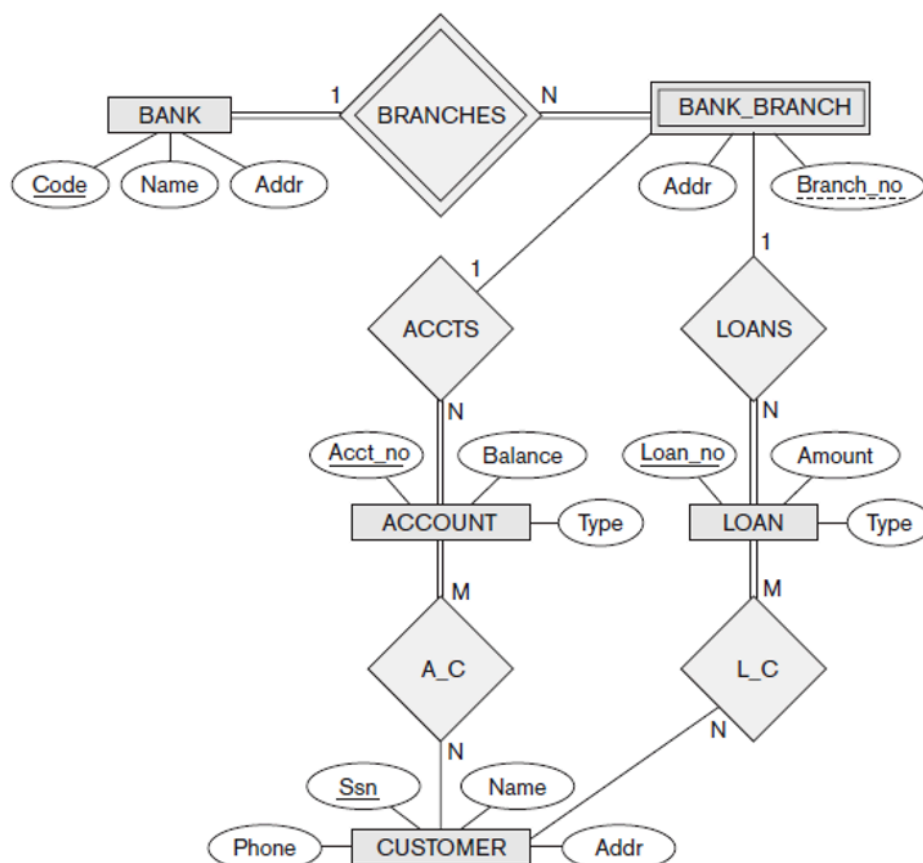 1 N
BANK BRANCHES BANK_BRANCH
Code Name Addr Addr Branch_no
1 1
ACCTS LOANS
N N
Acct_no Balance Loan_no Amount
ACCOUNT Type LOAN Type
M M
A_C L_C
N N
Ssn Name
Phone CUSTOMER Addr